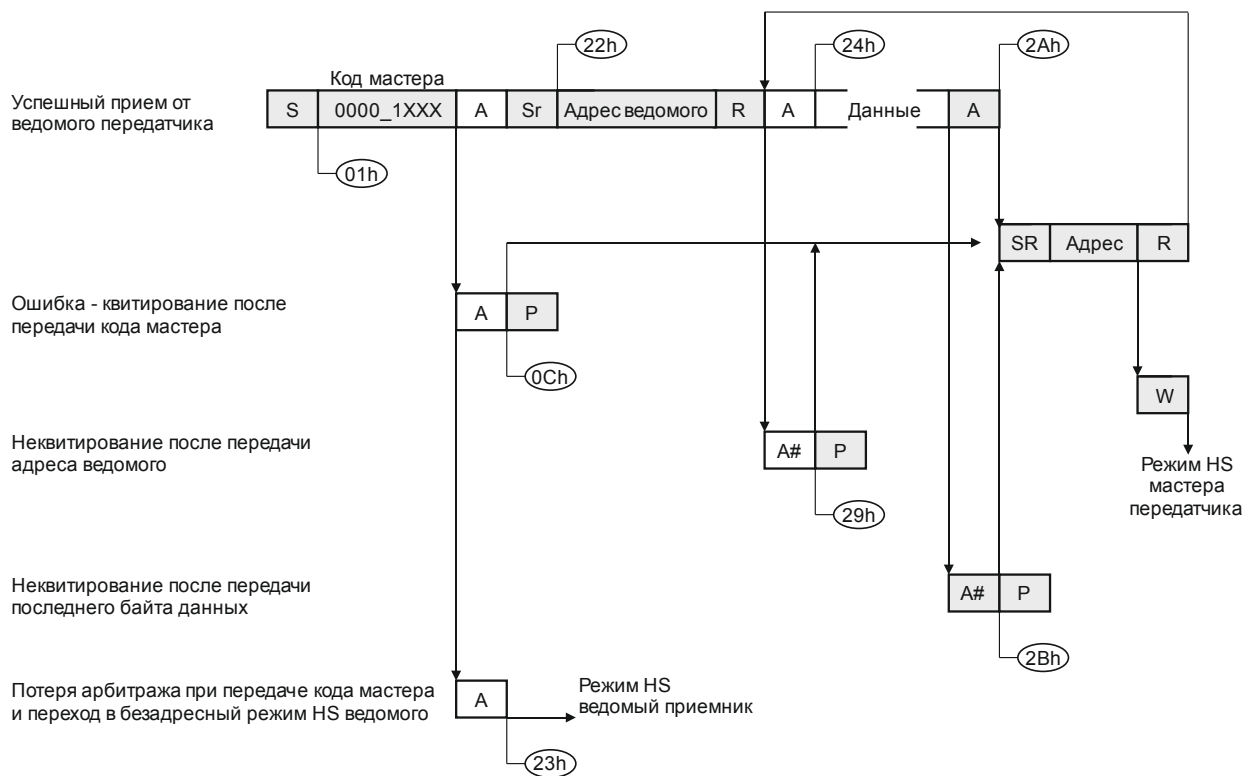 22h
24h
2Ah
Код мастера
Успешный прием от
ведомого передатчика
S 0000_1XXX A Sr Адрес ведомого R A Данные A
01h
SR Адрес R
Ошибка - квитирование после
передачи кода мастера
A P
0Ch
W
Неквитирование после передачи
адреса ведомого
A# P
Режим HS
мастера
передатчика
29h
Неквитирование после передачи
последнего байта данных
A# P
2Bh
Потеря арбитража при передаче кода мастера
и переход в безадресный режим HS ведомого
A
Режим HS
ведомый приемник
23h